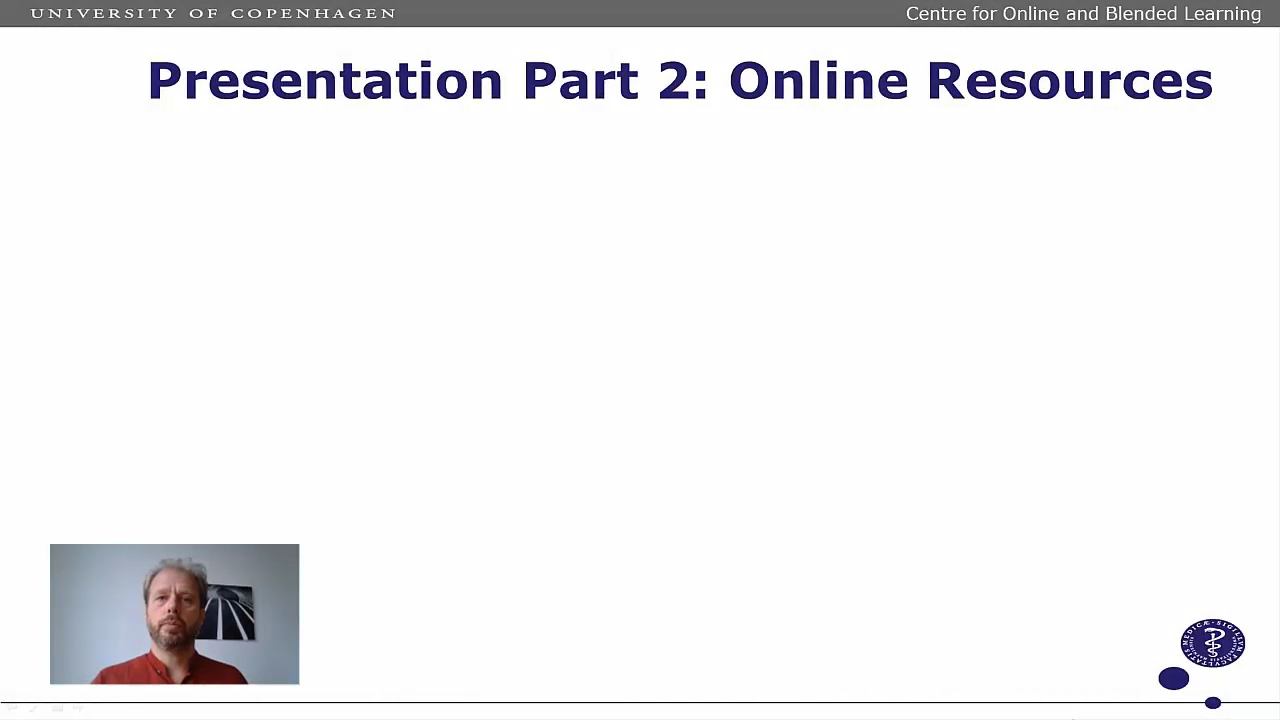 UNIVERSITY OF COPENHAGEN
Centre for Online and Blended Learning
Presentation Part 2: Online Resources